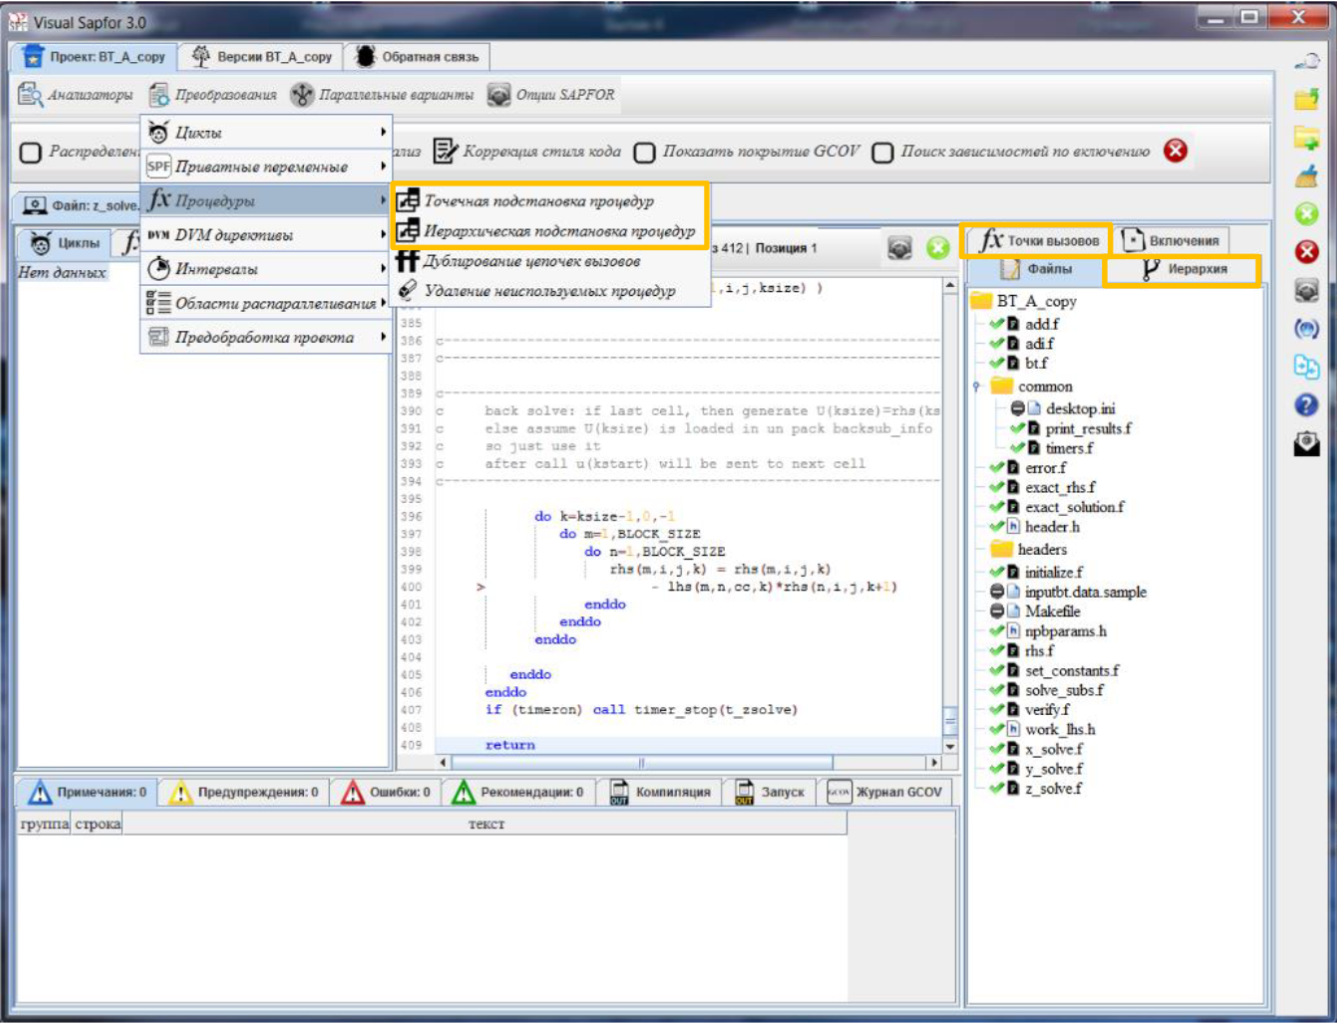 Visual Sapfor 3.0
Проект: BT_A_copy
Версии BT_A_copy
Обратная связь
Анализаторы
Преобразования
Параллельные варианты
Опции SAPFOR
Коррекция стиля кода
Показать покрытие GCOV
Поиск зависимостей по включению
Циклы
SPF Приватные переменные
fx Процедуры
DVM DVM директивы
Интервалы
Области распараллеливания
Предобработка проекта
Точечная подстановка процедур
Иерархическая подстановка процедур
Дублирование цепочек вызовов
Удаление неиспользуемых процедур
Файл: z_solve.
Циклы
Нет данных
з 412 | Позиция 1
,i,j,ksize) )
385
386 c
387 c
388
389 c
390 c back solve: if last cell, then generate U(ksize)=rhs(ks
391 c else assume U(ksize) is loaded in un pack backsub_info
392 c so just use it
393 c after call u(kstart) will be sent to next cell
394 c
395
396 do k=ksize-1,0,-1
397 do m=1,BLOCK_SIZE
398 do n=1,BLOCK_SIZE
399 rhs(m,i,j,k) = rhs(m,i,j,k)
400 > - lhs(m,n,cc,k)*rhs(n,i,j,k+1)
401 enddo
402 enddo
403 enddo
404
405 enddo
406 enddo
407 if (timeron) call timer_stop(t_zsolve)
408
409 return
fx Точки вызовов
Включения
Файлы
Иерархия
BT_A_copy
add.f
adi.f
bt.f
common
desktop.ini
print_results.f
timers.f
error.f
exact_rhs.f
exact_solution.f
header.h
headers
initialize.f
inputbt.data.sample
Makefile
npbparams.h
rhs.f
set_constants.f
solve_subs.f
verify.f
work_lhs.h
x_solve.f
y_solve.f
z_solve.f
Примечания: 0
Предупреждения: 0
Ошибки: 0
Рекомендации: 0
OUT Компиляция
OUT Запуск
GCOV Журнал GCOV
группа строка текст